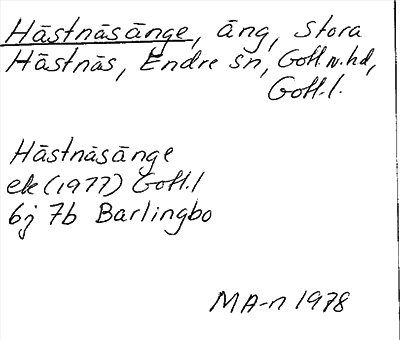 Hästnäsänge, äng, Stora
Hästnäs, Endre sn, Gotl. n. hd,
Gotl. l.
Hästnäsänge
ek (1977) Gotl. l
6j 7b Barlingbo
MA-n 1978